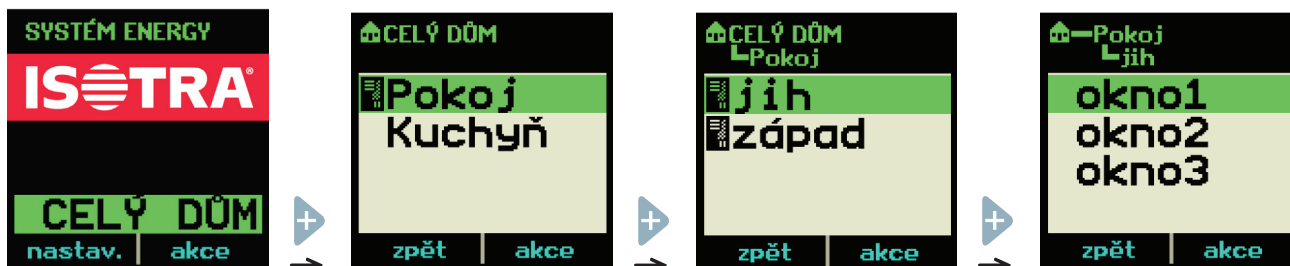 SYSTÉM ENERGY
ISOTRA®
CELÝ DŮM
nastav. akce
CELÝ DŮM
Pokoj
Kuchyň
zpět akce
CELÝ DŮM
Pokoj
jih
západ
zpět akce
Pokoj
jih
okno1
okno2
okno3
zpět akce